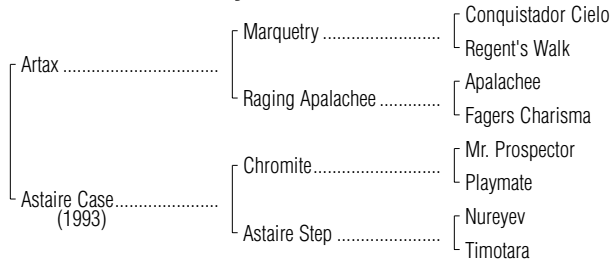 Conquistador Cielo
Marquetry ..................
Regent's Walk
Artax ...............................
Apalachee
Raging Apalachee ............
Fagers Charisma
Mr. Prospector
Chromite.........................
Playmate
Astaire Case.....................
(1993)
Nureyev
Astaire Step .....................
Timotara